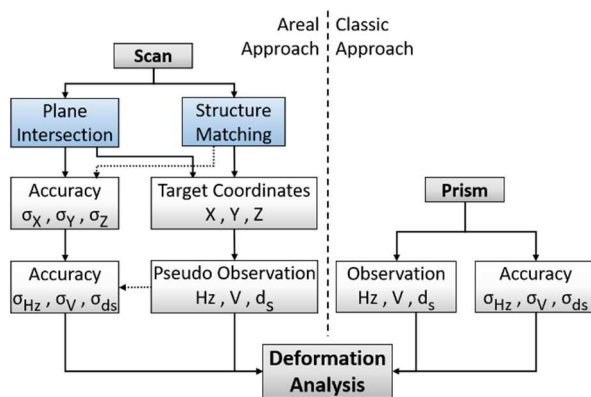 Areal Approach
Classic Approach
Scan
Plane Intersection
Structure Matching
Accuracy
σX , σY , σZ
Target Coordinates
X , Y , Z
Prism
Accuracy
σHz , σV , σds
Pseudo Observation
Hz , V , ds
Observation
Hz , V , ds
Accuracy
σHz , σV , σds
Deformation Analysis